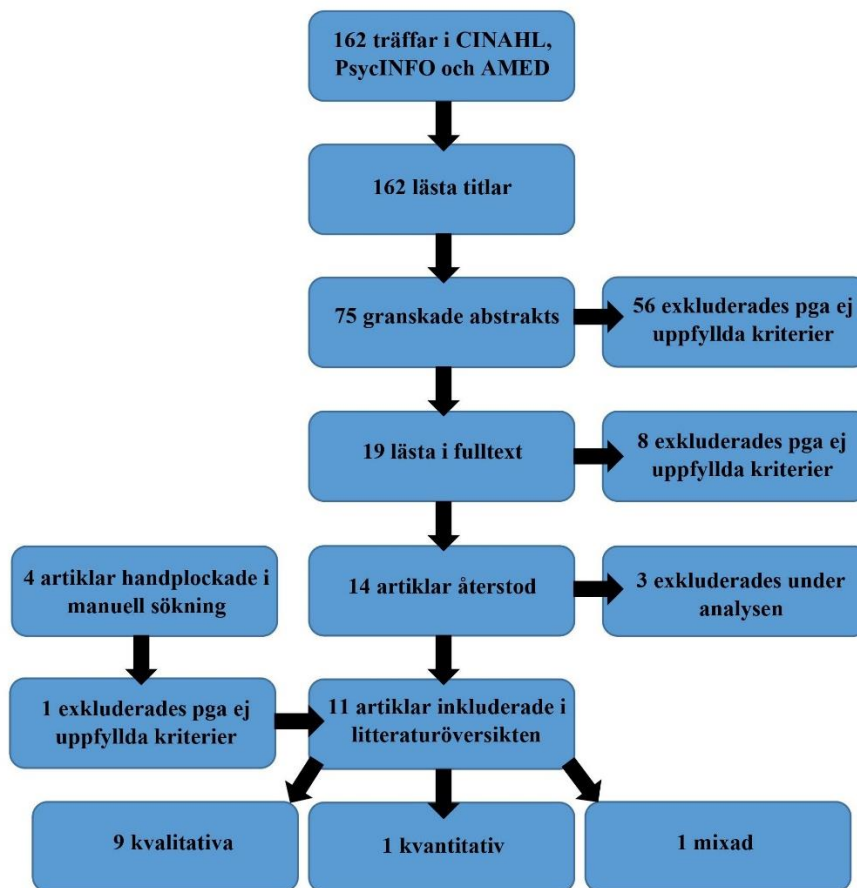 162 träffar i CINAHL,
PsycINFO och AMED
162 lästa titlar
75 granskade abstrakts
56 exkluderades pga ej
uppfyllda kriterier
19 lästa i fulltext
8 exkluderades pga ej
uppfyllda kriterier
4 artiklar handplockade i
manuell sökning
14 artiklar återstod
3 exkluderades under
analysen
1 exkluderades pga ej
uppfyllda kriterier
11 artiklar inkluderade i
litteraturöversikten
9 kvalitativa
1 kvantitativ
1 mixad